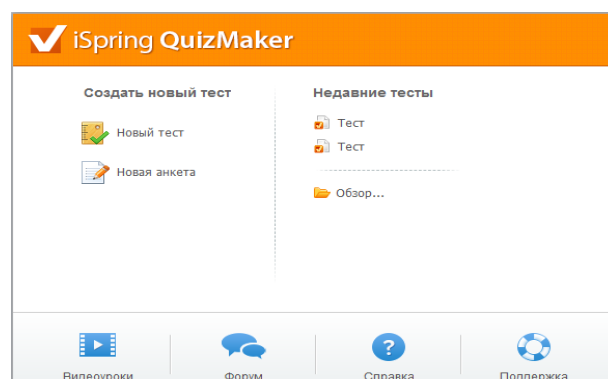 iSpring QuizMaker
Создать новый тест
Новый тест
Новая анкета
Недавние тесты
Тест
Тест
Обзор...
Видеоуроки
Форум
Справка
Поддержка